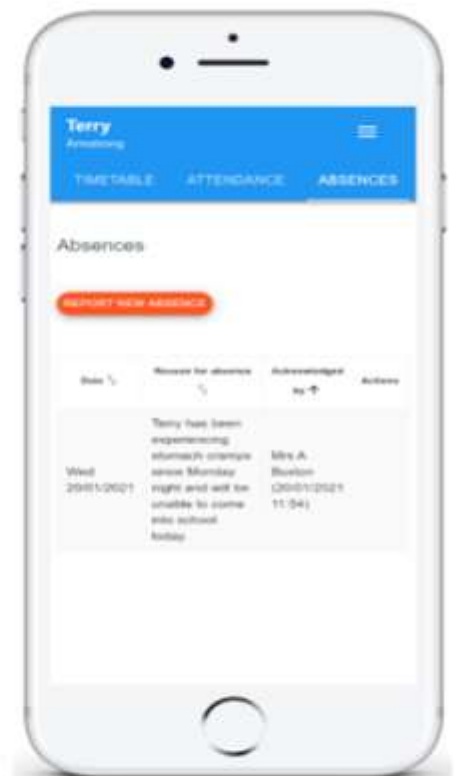 Terry
Armstrong
TIMETABLE ATTENDANCE ABSENCES
Absences
REPORT NEW ABSENCE
Date Reason for absence Acknowledged by Actions
Wed
20/01/2021
Terry has been
experiencing
stomach cramps
since Monday
night and will be
unable to come
into school
today
Mrs A
Buxton
(20/01/2021
11:54)